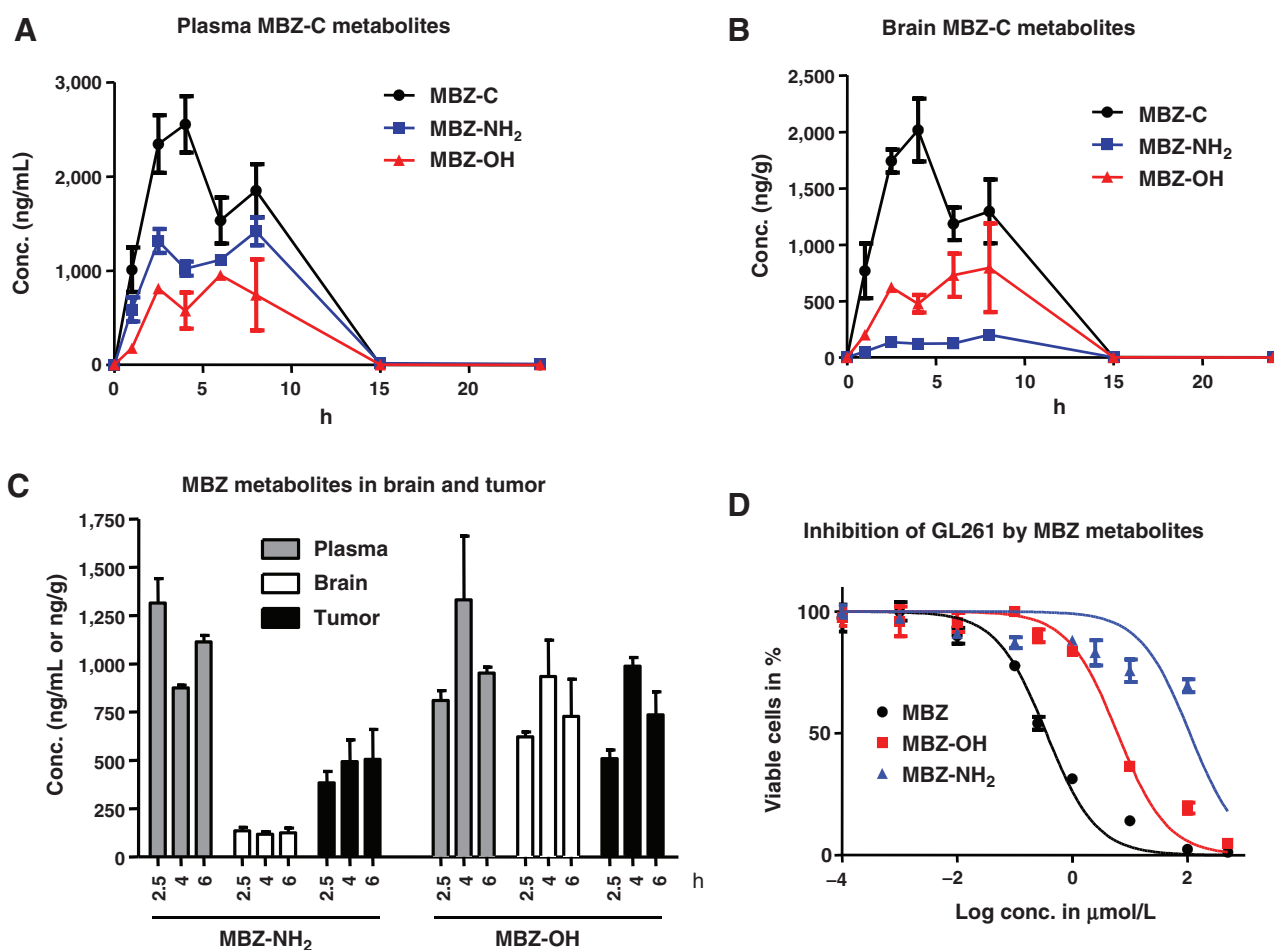 A
Plasma MBZ-C metabolites
3,000
2,000
1,000
0
Conc. (ng/mL)
MBZ-C
MBZ-NH₂
MBZ-OH
0 5 10 15 20
h
B
Brain MBZ-C metabolites
2,500
2,000
1,500
1,000
500
0
Conc. (ng/g)
MBZ-C
MBZ-NH₂
MBZ-OH
0 5 10 15 20
h
C
MBZ metabolites in brain and tumor
1,750
1,500
1,250
1,000
750
500
250
0
Conc. (ng/mL or ng/g)
Plasma
Brain
Tumor
2.5 4 6 2.5 4 6 2.5 4 6 2.5 4 6 2.5 4 6 2.5 4 6 h
MBZ-NH₂ MBZ-OH
D
Inhibition of GL261 by MBZ metabolites
100
50
0
Viable cells in %
MBZ
MBZ-OH
MBZ-NH₂
–4 –2 0 2
Log conc. in μmol/L